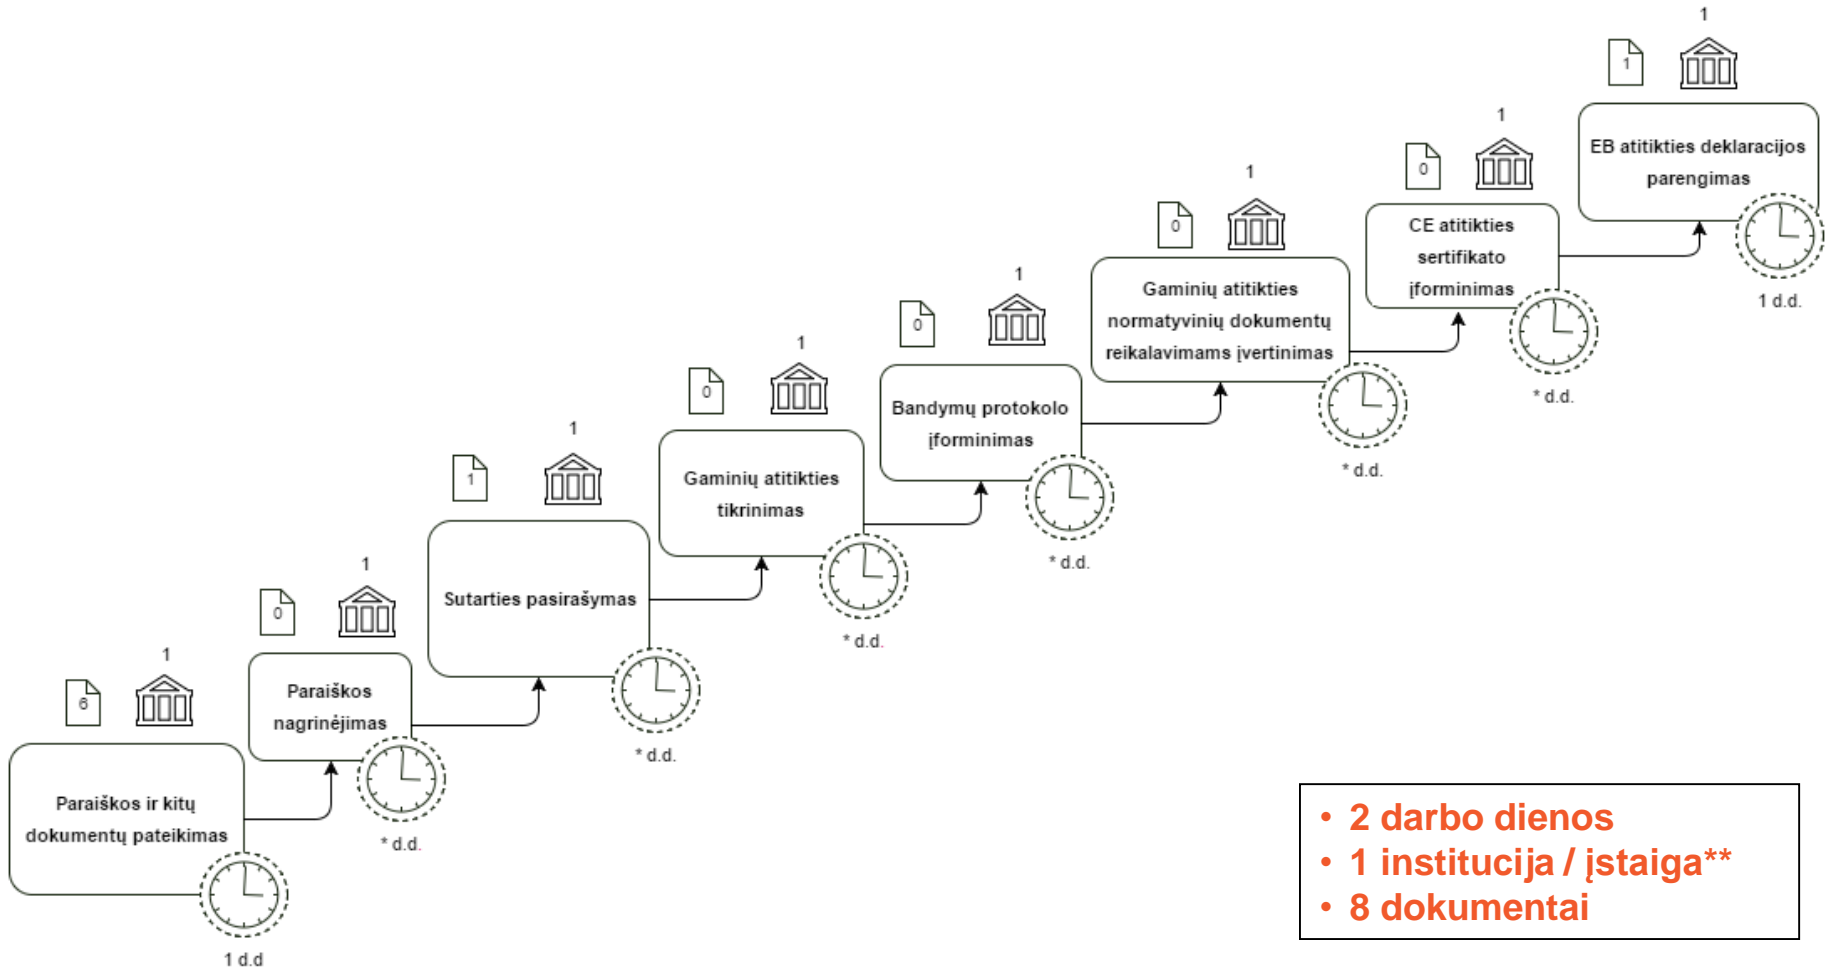 6
1
Paraiškos ir kitų
dokumentų pateikimas
1 d.d
0
1
Paraiškos
nagrinėjimas
* d.d.
1
1
Sutarties pasirašymas
* d.d.
0
1
Gaminių atitikties
tikrinimas
* d.d.
0
1
Bandymų protokolo
įforminimas
* d.d.
0
1
Gaminių atitikties
normatyvinių dokumentų
reikalavimams įvertinimas
* d.d.
0
1
CE atitikties
sertifikato
įforminimas
* d.d.
1
1
EB atitikties deklaracijos
parengimas
1 d.d.
• 2 darbo dienos
• 1 institucija / įstaiga**
• 8 dokumentai